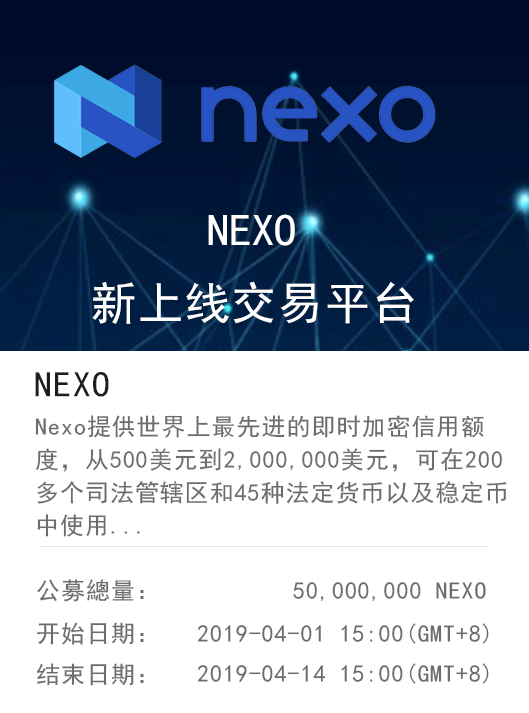 nexo
NEXO
新上线交易平台
NEXO
Nexo提供世界上最先进的即时加密信用额
度，从500美元到2,000,000美元，可在200
多个司法管辖区和45种法定货币以及稳定币
中使用...
公募總量： 50,000,000 NEXO
开始日期： 2019-04-01 15:00(GMT+8)
结束日期： 2019-04-14 15:00(GMT+8)